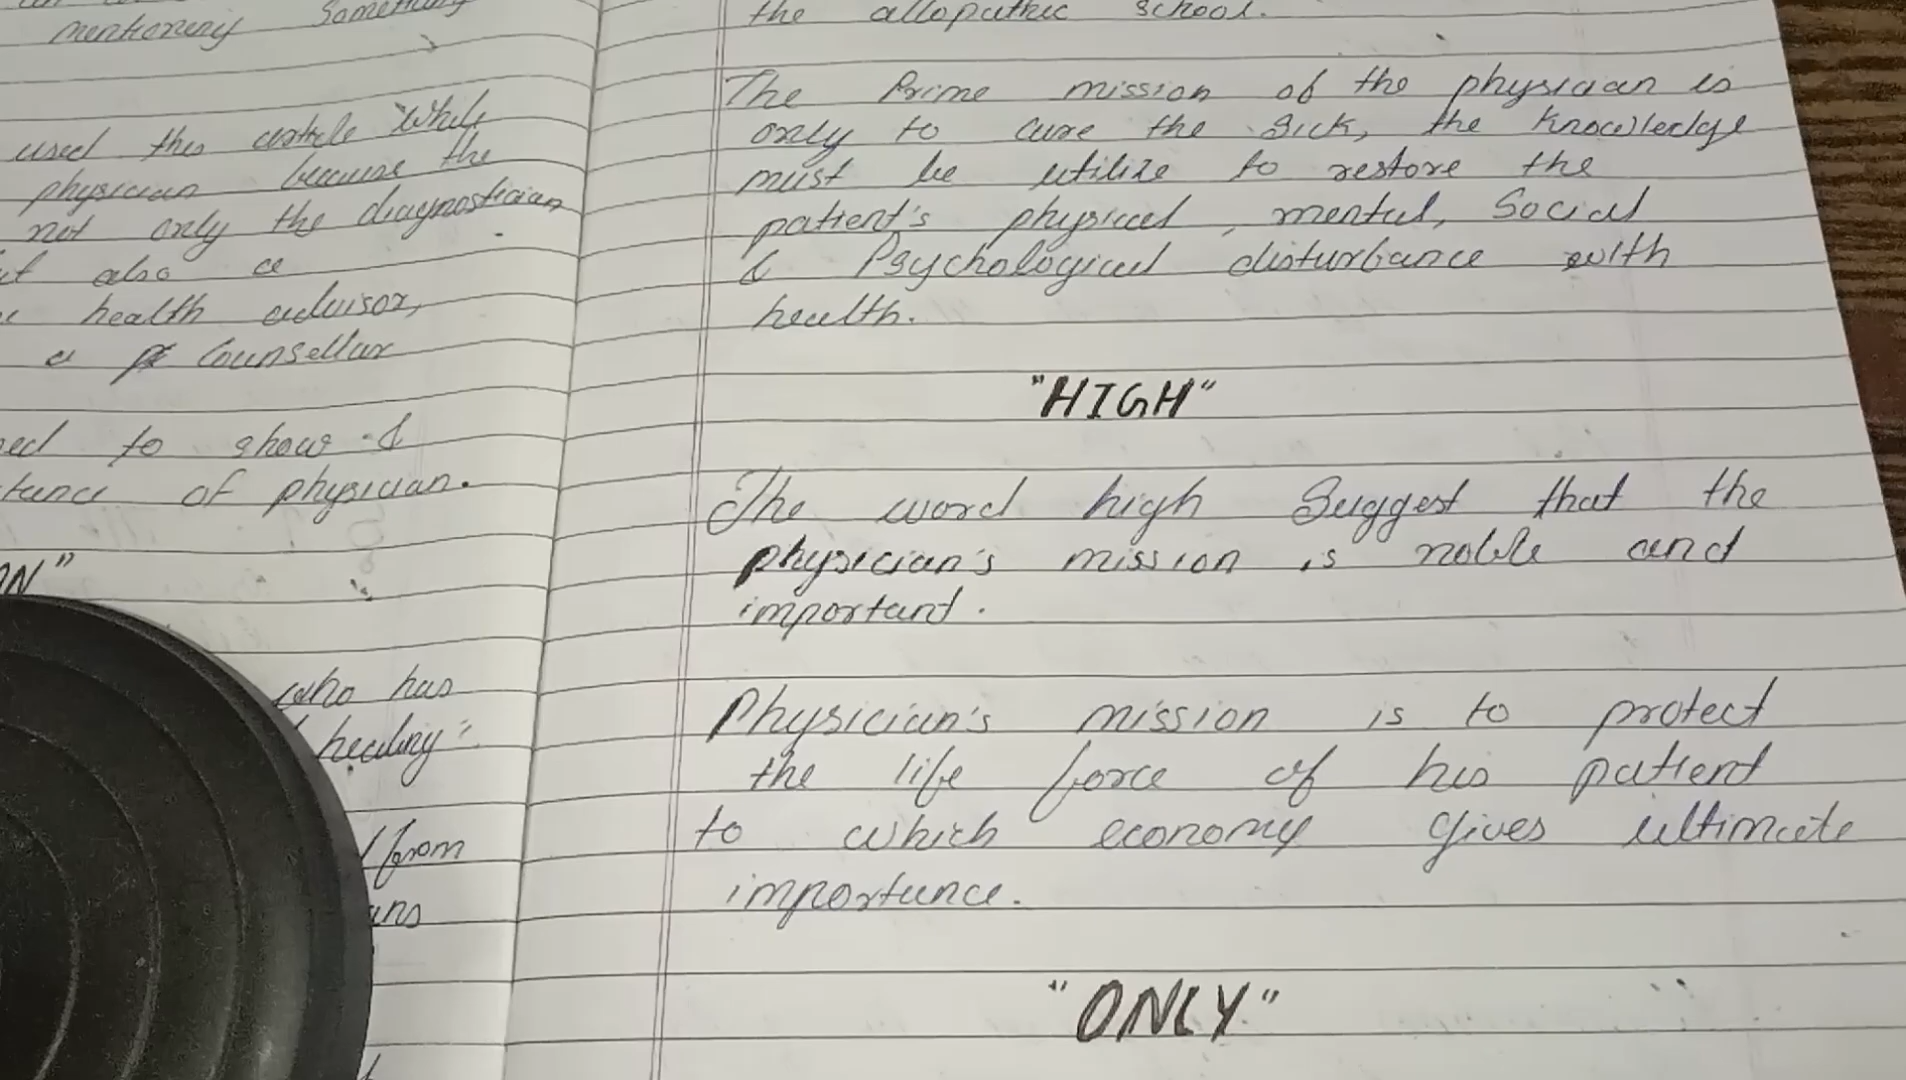 mentioning something
used this article "While
physician because the
not only the diagnostician
also a
health advisor,
a Counsellar
to show &
of physician.
who has
healing".
from
the allopathic school.
The Prime mission of the physician is
only to cure the sick, the knowledge
must be utilize to restore the
patient's physical, mental, Social
& Psychological disturbance with
health.
"HIGH"
The word high Suggest that the
physician's mission is noble and
important.
Physician's mission is to protect
the life force of his patient
to which economy gives ultimate
importance.
"ONLY"